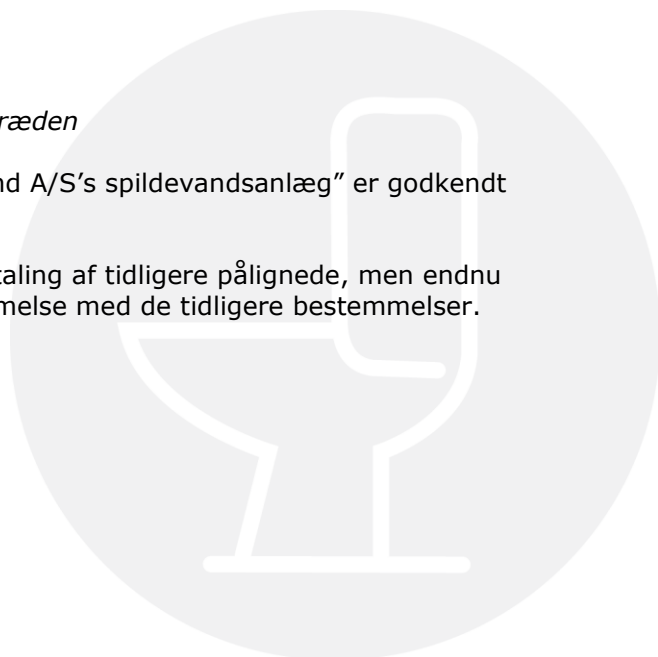 ræden
nd A/S’s spildevandsanlæg” er godkendt
taling af tidligere pålignede, men endnu
melse med de tidligere bestemmelser.